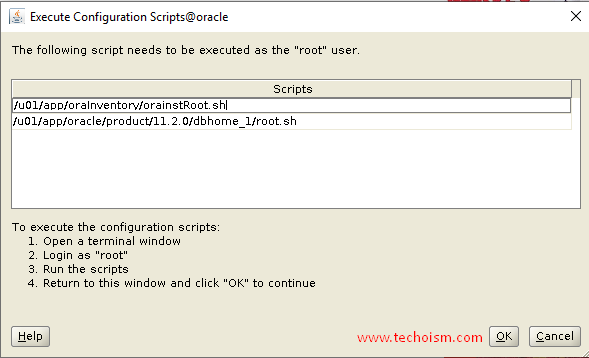 Execute Configuration Scripts@oracle
The following script needs to be executed as the "root" user.
Scripts
/u01/app/oraInventory/orainstRoot.sh
/u01/app/oracle/product/11.2.0/dbhome_1/root.sh
To execute the configuration scripts:
1. Open a terminal window
2. Login as "root"
3. Run the scripts
4. Return to this window and click "OK" to continue
Help www.techoism.com OK Cancel